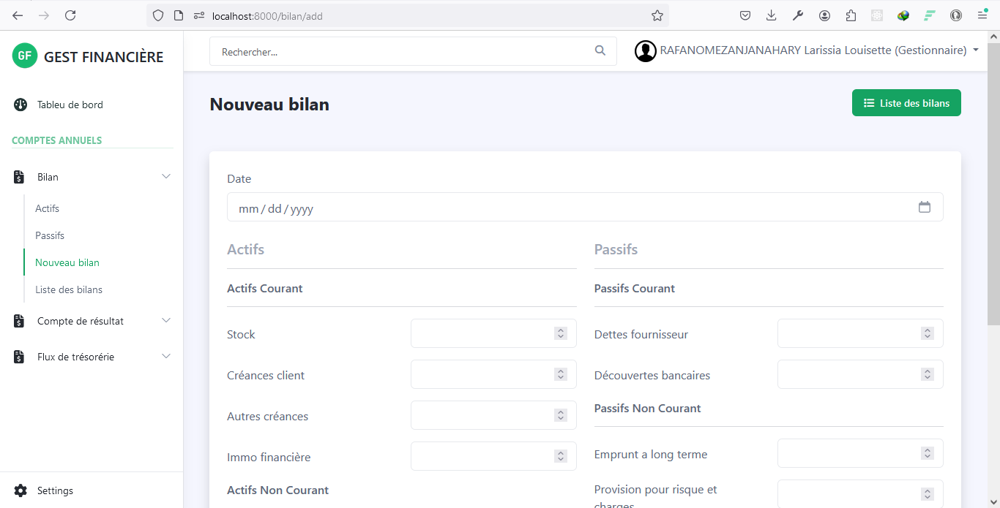 localhost:8000/bilan/add
GF GEST FINANCIÈRE
Rechercher...
RAFANOMEZANJANAHARY Larissia Louisette (Gestionnaire)
Tableu de bord
COMPTES ANNUELS
Bilan
Actifs
Passifs
Nouveau bilan
Liste des bilans
Compte de résultat
Flux de trésorérie
Settings
Nouveau bilan
Liste des bilans
Date
mm / dd / yyyy
Actifs
Actifs Courant
Stock
Créances client
Autres créances
Immo financière
Actifs Non Courant
Passifs
Passifs Courant
Dettes fournisseur
Découvertes bancaires
Passifs Non Courant
Emprunt a long terme
Provision pour risque et
charges